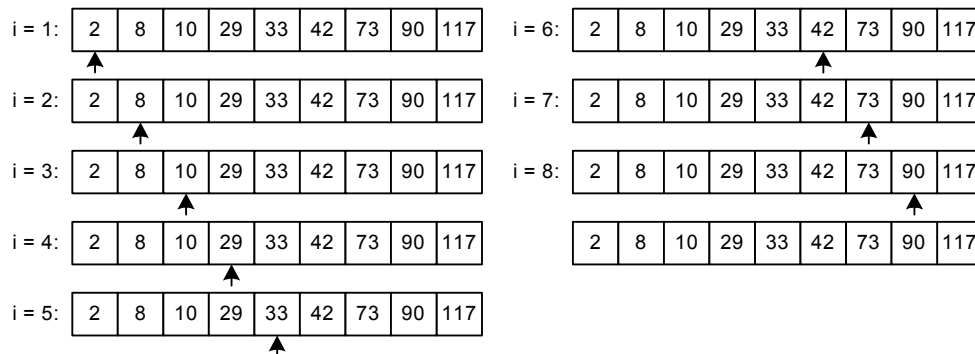 i = 1: 2 8 10 29 33 42 73 90 117
i = 2: 2 8 10 29 33 42 73 90 117
i = 3: 2 8 10 29 33 42 73 90 117
i = 4: 2 8 10 29 33 42 73 90 117
i = 5: 2 8 10 29 33 42 73 90 117
i = 6: 2 8 10 29 33 42 73 90 117
i = 7: 2 8 10 29 33 42 73 90 117
i = 8: 2 8 10 29 33 42 73 90 117
2 8 10 29 33 42 73 90 117